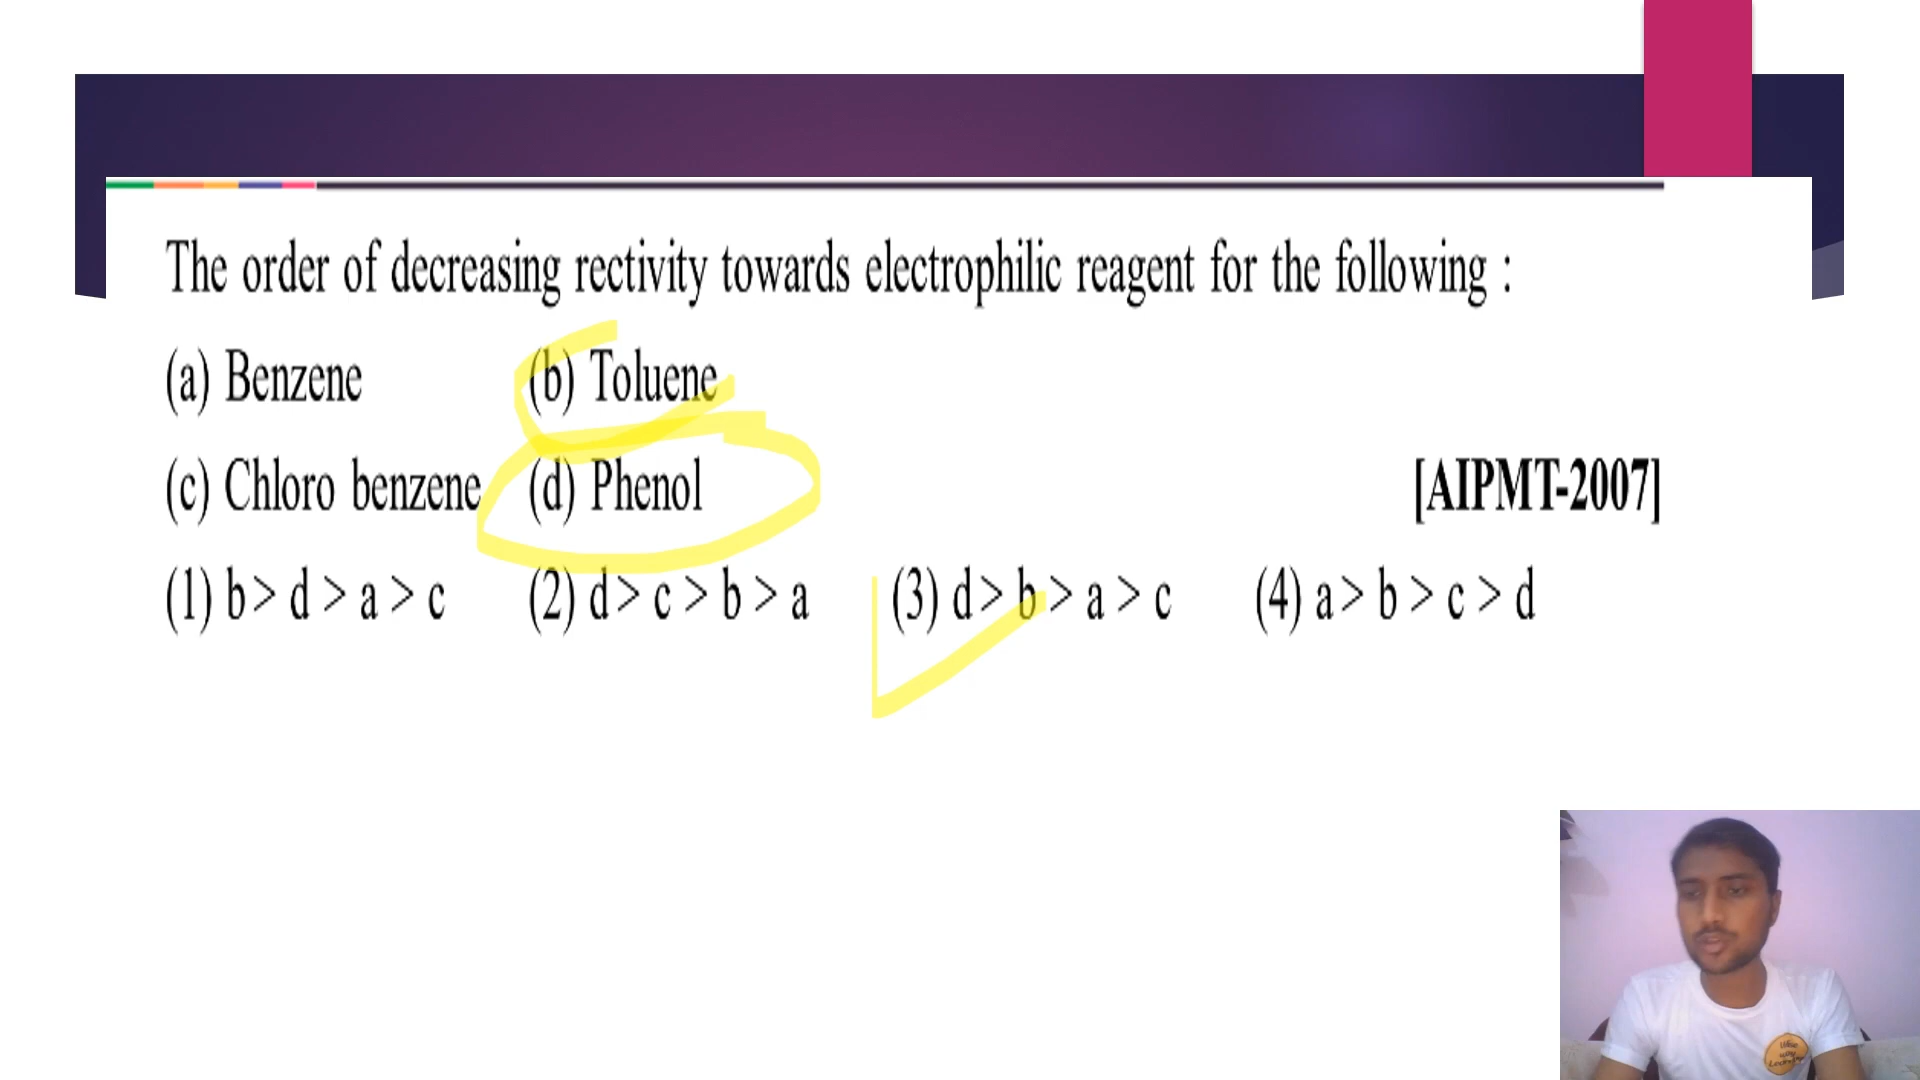 The order of decreasing rectivity towards electrophilic reagent for the following :
(a) Benzene (b) Toluene
(c) Chloro benzene (d) Phenol [AIPMT-2007]
(1) b > d > a > c (2) d > c > b > a (3) d > b > a > c (4) a > b > c > d